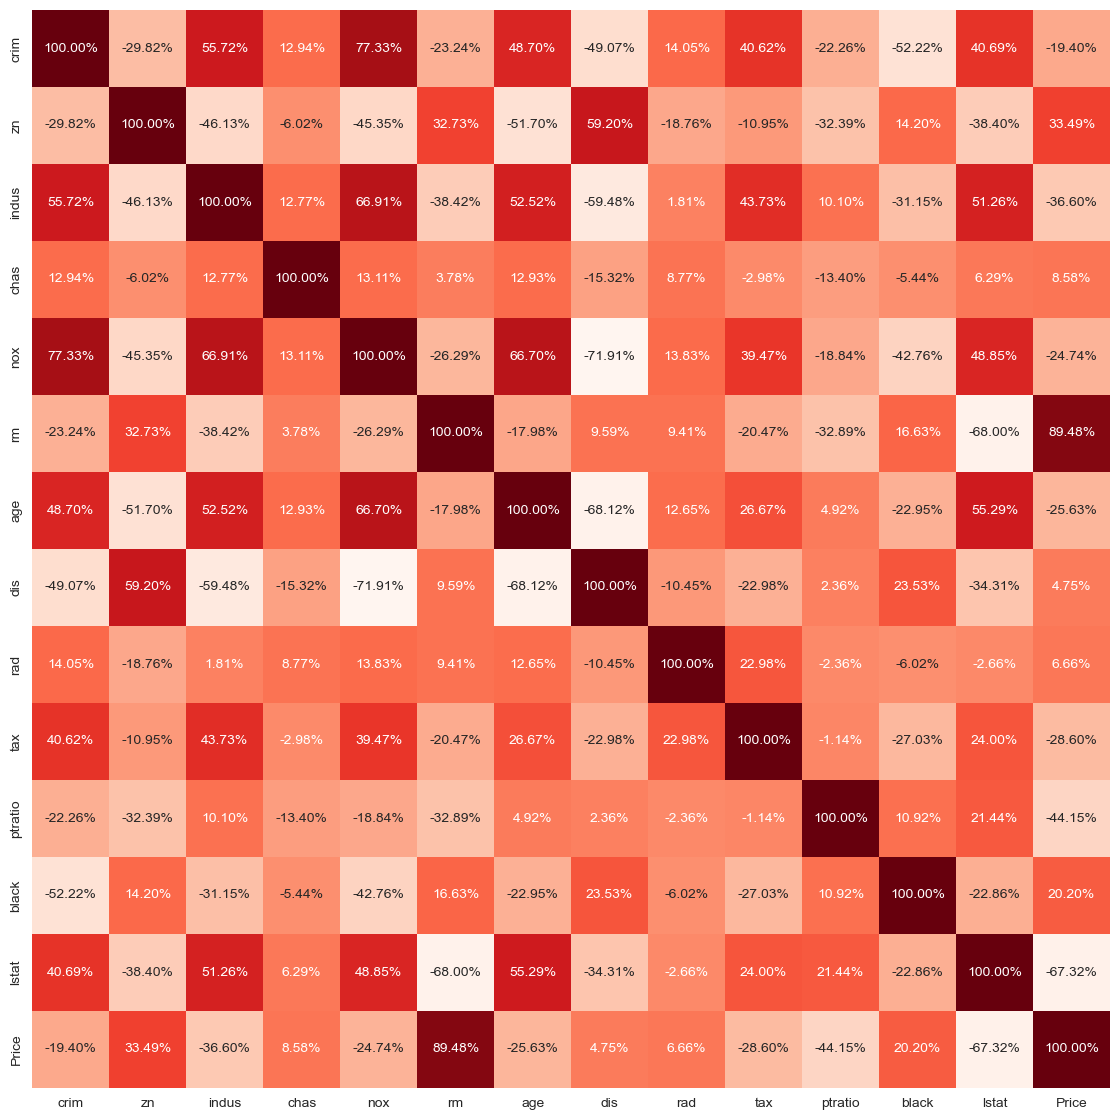 crim 100.00% -29.82% 55.72% 12.94% 77.33% -23.24% 48.70% -49.07% 14.05% 40.62% -22.26% -52.22% 40.69% -19.40%
zn -29.82% 100.00% -46.13% -6.02% -45.35% 32.73% -51.70% 59.20% -18.76% -10.95% -32.39% 14.20% -38.40% 33.49%
indus 55.72% -46.13% 100.00% 12.77% 66.91% -38.42% 52.52% -59.48% 1.81% 43.73% 10.10% -31.15% 51.26% -36.60%
chas 12.94% -6.02% 12.77% 100.00% 13.11% 3.78% 12.93% -15.32% 8.77% -2.98% -13.40% -5.44% 6.29% 8.58%
nox 77.33% -45.35% 66.91% 13.11% 100.00% -26.29% 66.70% -71.91% 13.83% 39.47% -18.84% -42.76% 48.85% -24.74%
rm -23.24% 32.73% -38.42% 3.78% -26.29% 100.00% -17.98% 9.59% 9.41% -20.47% -32.89% 16.63% -68.00% 89.48%
age 48.70% -51.70% 52.52% 12.93% 66.70% -17.98% 100.00% -68.12% 12.65% 26.67% 4.92% -22.95% 55.29% -25.63%
dis -49.07% 59.20% -59.48% -15.32% -71.91% 9.59% -68.12% 100.00% -10.45% -22.98% 2.36% 23.53% -34.31% 4.75%
rad 14.05% -18.76% 1.81% 8.77% 13.83% 9.41% 12.65% -10.45% 100.00% 22.98% -2.36% -6.02% -2.66% 6.66%
tax 40.62% -10.95% 43.73% -2.98% 39.47% -20.47% 26.67% -22.98% 22.98% 100.00% -1.14% -27.03% 24.00% -28.60%
ptratio -22.26% -32.39% 10.10% -13.40% -18.84% -32.89% 4.92% 2.36% -2.36% -1.14% 100.00% 10.92% 21.44% -44.15%
black -52.22% 14.20% -31.15% -5.44% -42.76% 16.63% -22.95% 23.53% -6.02% -27.03% 10.92% 100.00% -22.86% 20.20%
lstat 40.69% -38.40% 51.26% 6.29% 48.85% -68.00% 55.29% -34.31% -2.66% 24.00% 21.44% -22.86% 100.00% -67.32%
Price -19.40% 33.49% -36.60% 8.58% -24.74% 89.48% -25.63% 4.75% 6.66% -28.60% -44.15% 20.20% -67.32% 100.00%
crim zn indus chas nox rm age dis rad tax ptratio black lstat Price